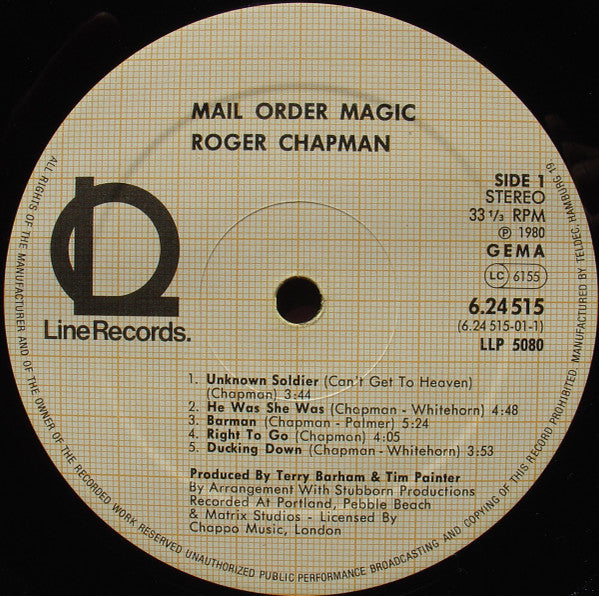 MAIL ORDER MAGIC
ROGER CHAPMAN
SIDE 1
STEREO
33 1/3 RPM
Ⓟ 1980
GEMA
LC 6155
6.24 515
(6.24 515-01-1)
LLP 5080
LineRecords.
1. Unknown Soldier (Can't Get To Heaven)
(Chapman) 3:44
2. He Was She Was (Chapman - Whitehorn) 4:48
3. Barman (Chapman - Palmer) 5:24
4. Right To Go (Chapman) 4:05
5. Ducking Down (Chapman - Whitehorn) 3:53
Produced By Terry Barham & Tim Painter
By Arrangement With Stubborn Productions
Recorded At Portland, Pebble Beach
& Matrix Studios - Licensed By
Chappo Music, London
ALL RIGHTS OF THE MANUFACTURER AND OF THE OWNER OF THE RECORDED WORK RESERVED UNAUTHORIZED PUBLIC PERFORMANCE BROADCASTING AND COPYING OF THIS RECORD PROHIBITED. MANUFACTURED BY TELDEC, HAMBURG 19